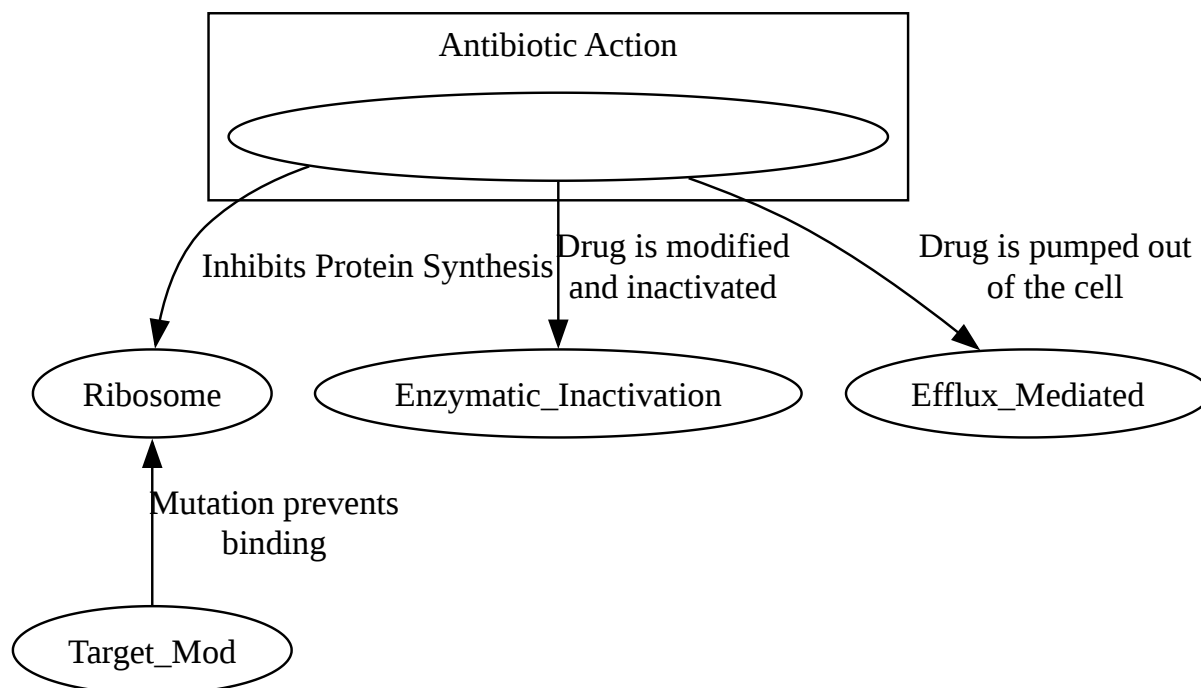 Antibiotic Action
Inhibits Protein Synthesis
Drug is modified
and inactivated
Drug is pumped out
of the cell
Ribosome
Enzymatic_Inactivation
Efflux_Mediated
Mutation prevents
binding
Target_Mod